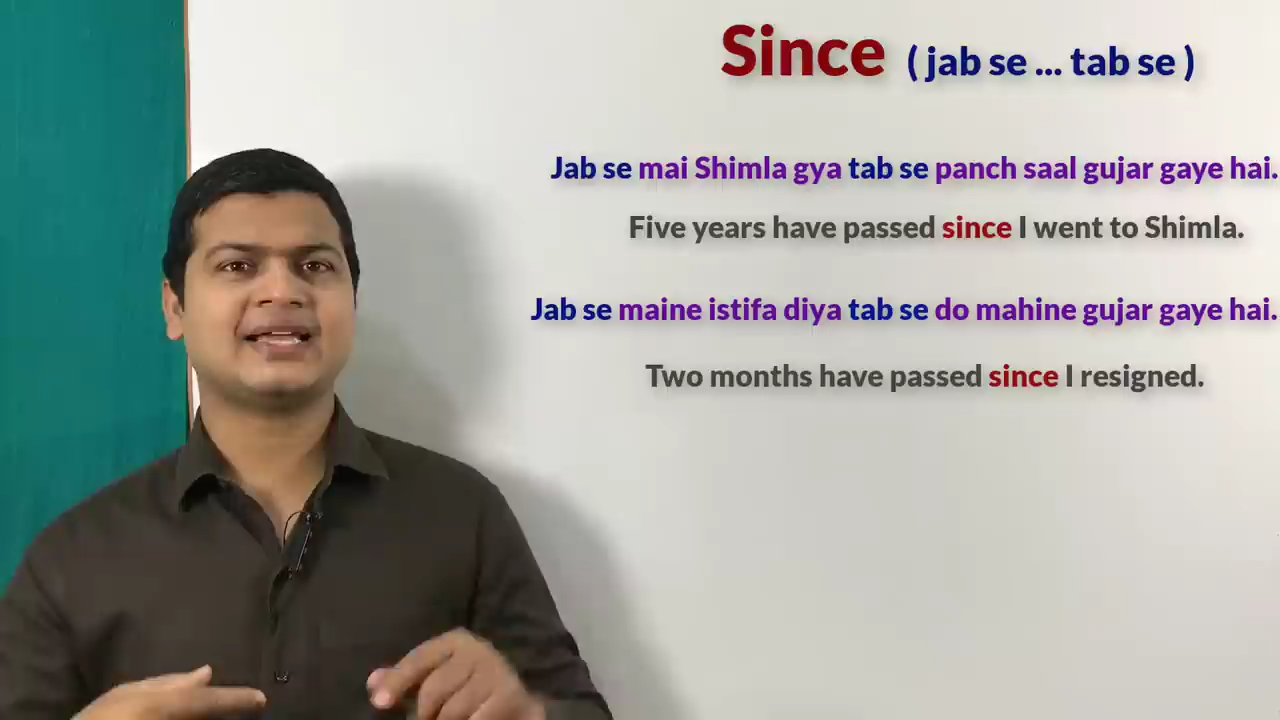 Since ( jab se ... tab se )
Jab se mai Shimla gya tab se panch saal gujar gaye hai.
Five years have passed since I went to Shimla.
Jab se maine istifa diya tab se do mahine gujar gaye hai.
Two months have passed since I resigned.